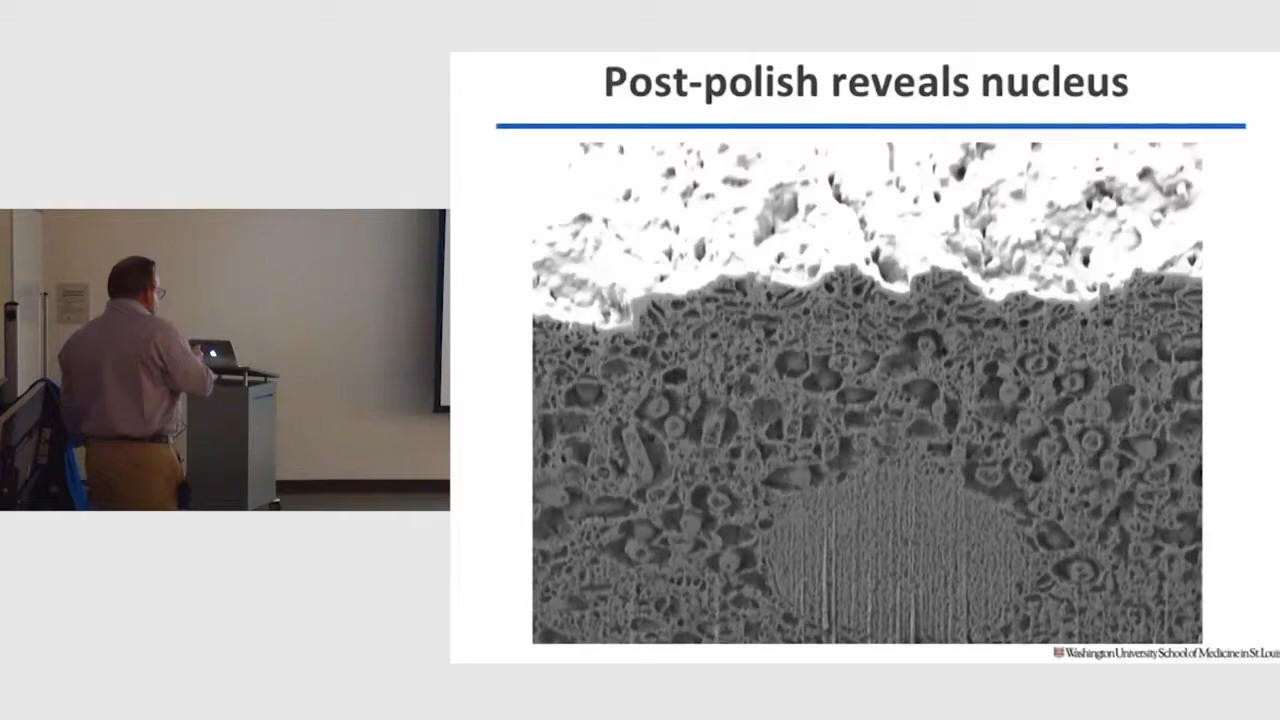 Post-polish reveals nucleus
Washington University School of Medicine in St. Louis